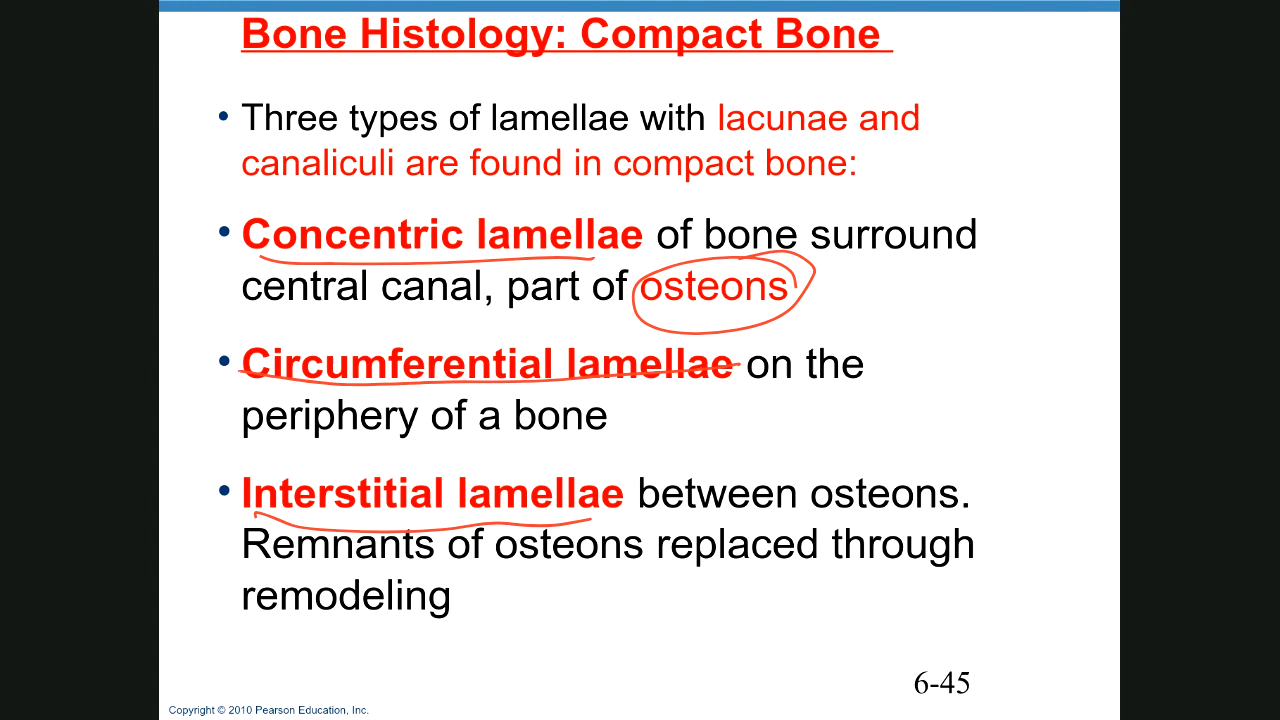 Bone Histology: Compact Bone
• Three types of lamellae with lacunae and
canaliculi are found in compact bone:
• Concentric lamellae of bone surround
central canal, part of osteons
• Circumferential lamellae on the
periphery of a bone
• Interstitial lamellae between osteons.
Remnants of osteons replaced through
remodeling
6-45
Copyright © 2010 Pearson Education, Inc.